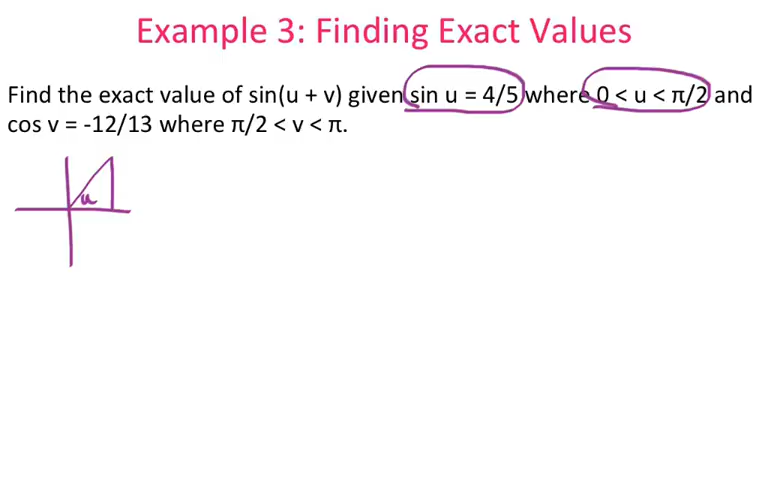 Example 3: Finding Exact Values
Find the exact value of sin(u + v) given sin u = 4/5 where 0 < u < π/2 and
cos v = -12/13 where π/2 < v < π.
u